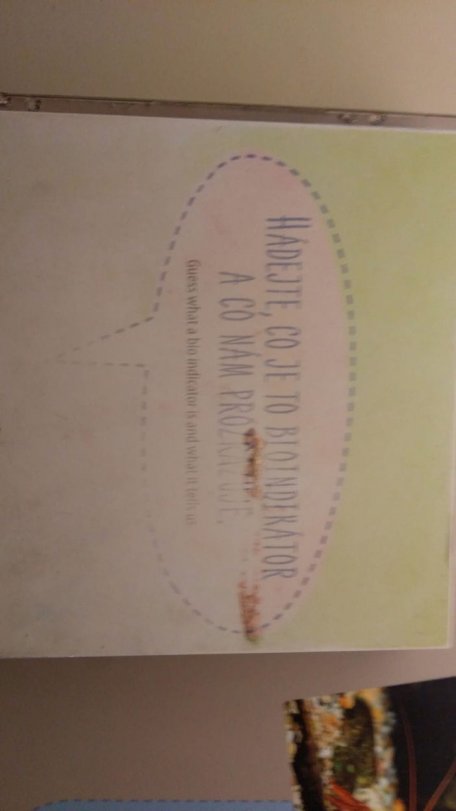 HÁDEJTE, CO JE TO BIOINDIKÁTOR
A CO NÁM PROZRAZUJE.
Guess what a bio indicator is and what it tells us